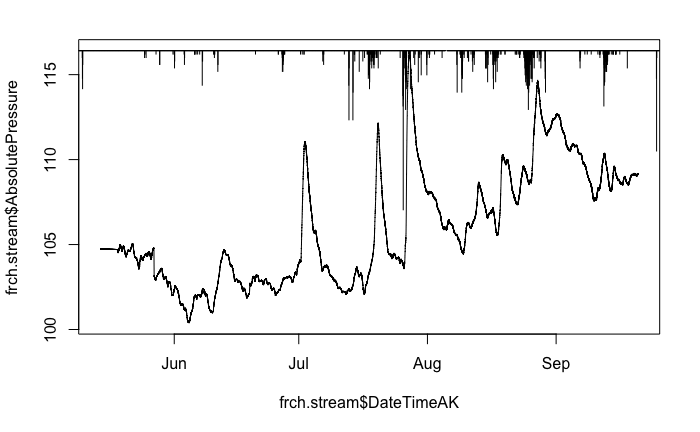 frch.stream$AbsolutePressure
115
110
105
100
Jun Jul Aug Sep
frch.stream$DateTimeAK